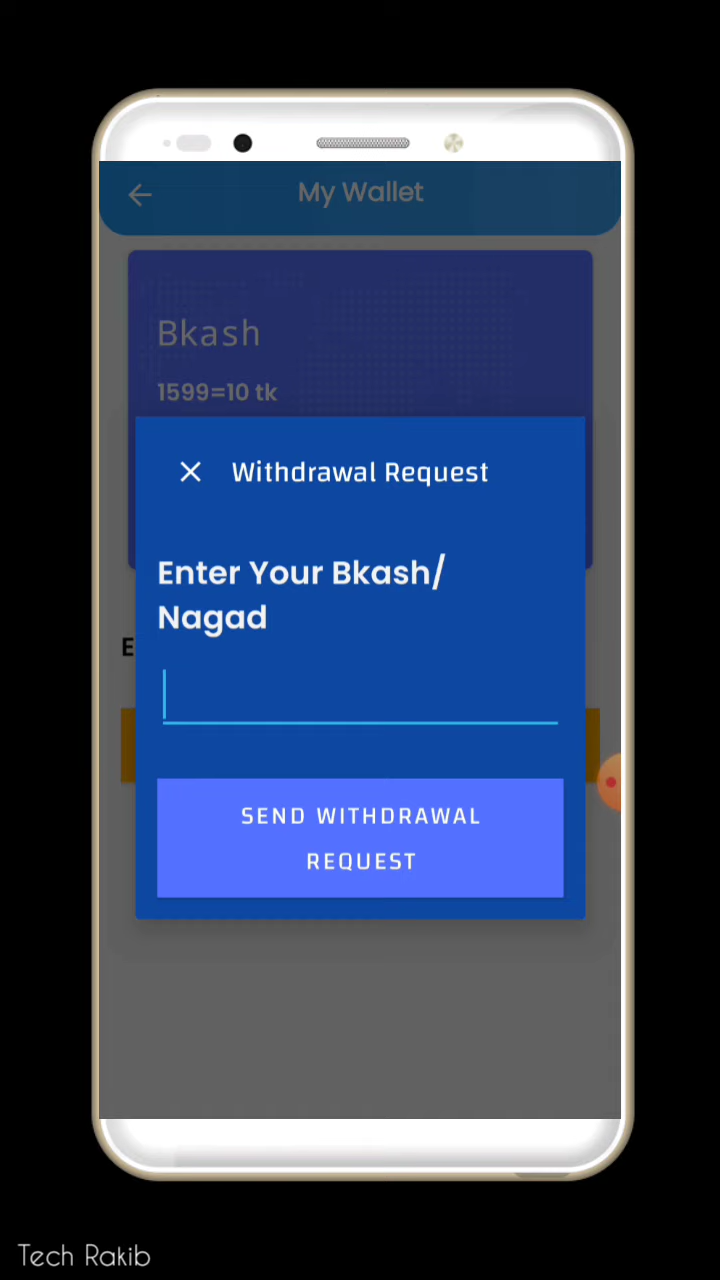 My Wallet
Bkash
1599=10 tk
Withdrawal Request
Enter Your Bkash/
Nagad
E
SEND WITHDRAWAL
REQUEST
Tech Rakib